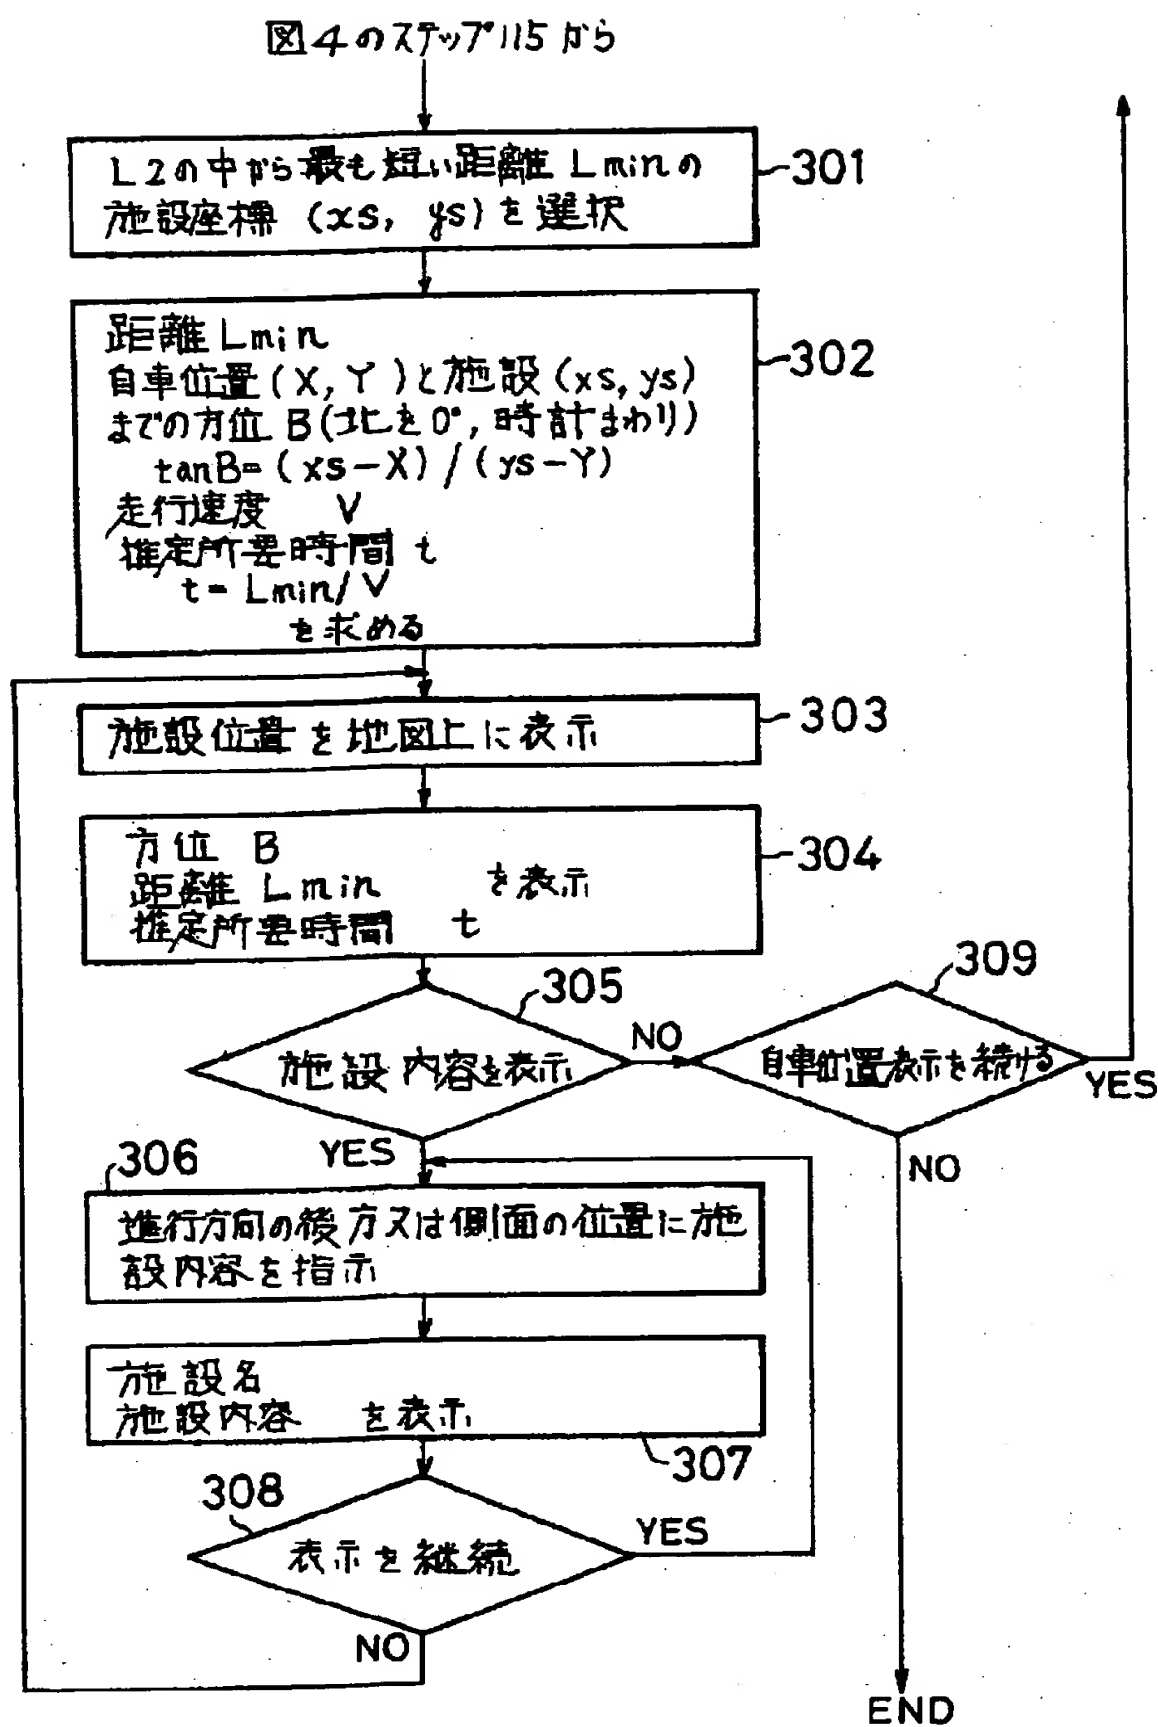 図4のステップ115から
L2の中から最も短い距離Lminの
施設座標 (xs, ys)を選択
301
距離Lmin
自車位置(X, Y)と施設(xs, ys)
までの方位B(北を0°, 時計まわり)
tanB=(xs-X)/(ys-Y)
走行速度 V
推定所要時間 t
t=Lmin/V
を求める
302
施設位置を地図上に表示
303
方位 B
距離 Lmin を表示
推定所要時間 t
304
305
施設内容を表示
NO
309
自車位置表示を続ける
YES
YES
NO
306
進行方向の後方又は側面の位置に施
設内容を指示
施設名
施設内容 を表示
307
308
表示を継続
YES
NO
END